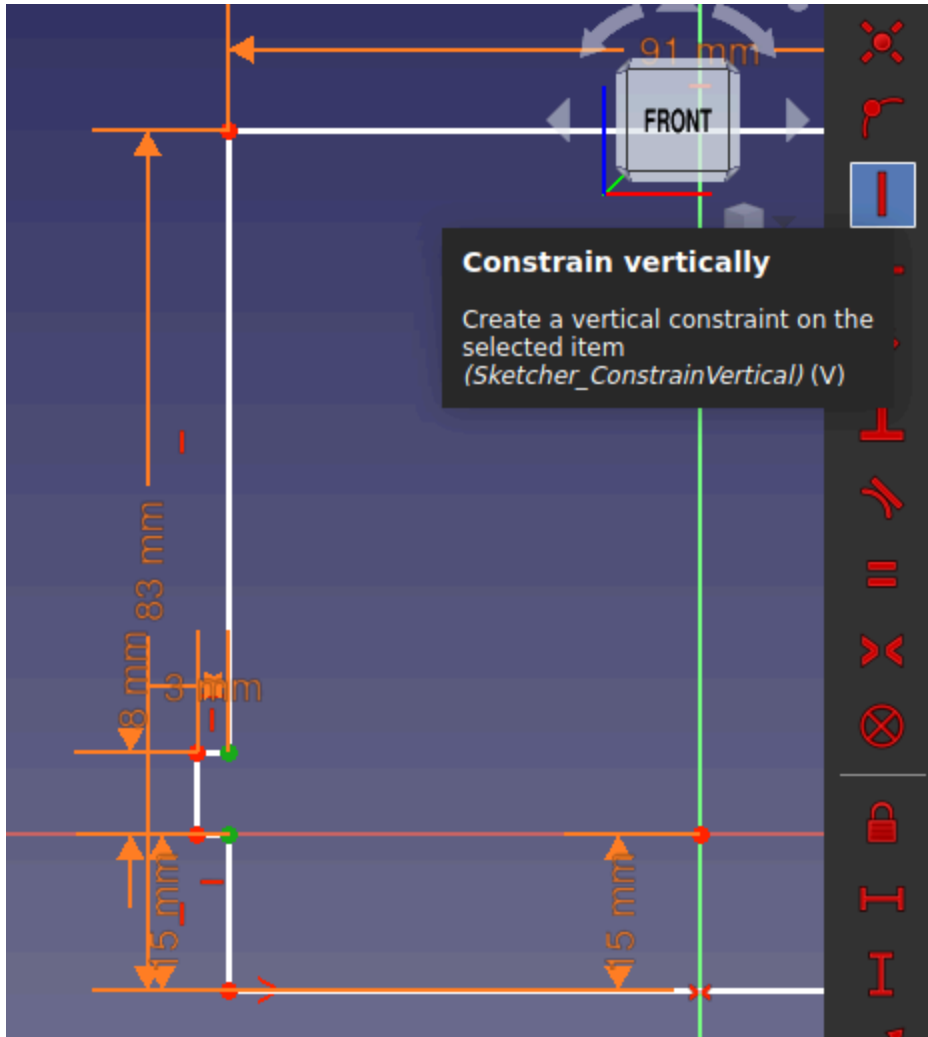 91 mm
FRONT
Constrain vertically
Create a vertical constraint on the
selected item
(Sketcher_ConstrainVertical) (V)
83 mm
8 mm
3 mm
15 mm
15 mm